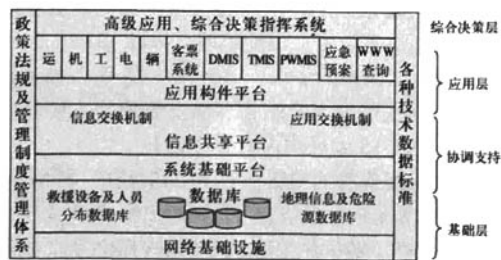 政策法规及管理制度管理体系
高级应用、综合决策指挥系统
运 机 工 电 辆 客票系统 DMIS TMIS PWMIS 应急预案 WWW查询
应用构件平台
信息交换机制 应用交换机制
信息共享平台
系统基础平台
救援设备及人员分布数据库 数据库 地理信息及危险源数据库
网络基础设施
各种技术数据标准
综合决策层
应用层
协调支持
基础层